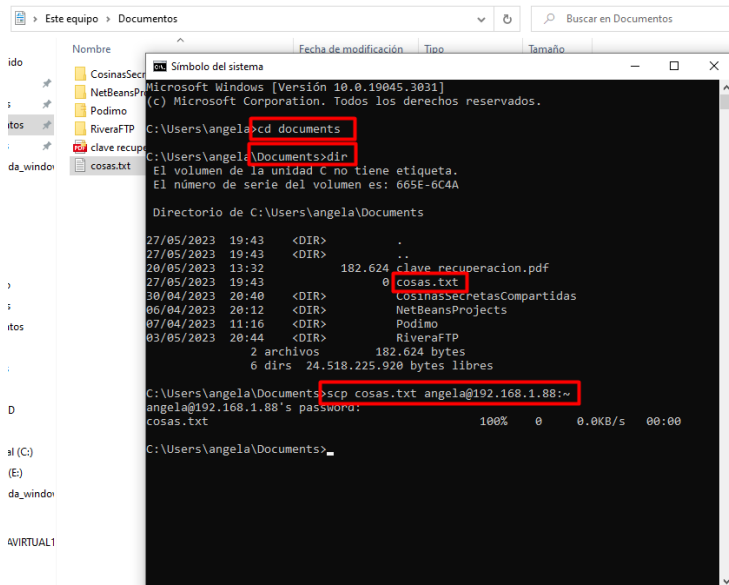 Este equipo > Documentos
Buscar en Documentos
Nombre
Fecha de modificación
Tipo
Tamaño
ido
s
itos
da_windov
itos
D
al (C:)
(E:)
da_windov
AVIRTUAL1
CosinasSecr
NetBeansPr
Podimo
RiveraFTP
clave recupe
cosas.txt
Símbolo del sistema
Microsoft Windows [Versión 10.0.19045.3031]
(c) Microsoft Corporation. Todos los derechos reservados.
C:\Users\angela>cd documents
C:\Users\angela\Documents>dir
El volumen de la unidad C no tiene etiqueta.
El número de serie del volumen es: 665E-6C4A
Directorio de C:\Users\angela\Documents
27/05/2023 19:43 <DIR> .
27/05/2023 19:43 <DIR> ..
20/05/2023 13:32 182.624 clave recuperacion.pdf
27/05/2023 19:43 0 cosas.txt
30/04/2023 20:40 <DIR> CosinasSecretasCompartidas
06/04/2023 20:12 <DIR> NetBeansProjects
07/04/2023 11:16 <DIR> Podimo
03/05/2023 20:44 <DIR> RiveraFTP
2 archivos 182.624 bytes
6 dirs 24.518.225.920 bytes libres
C:\Users\angela\Documents>scp cosas.txt angela@192.168.1.88:~
angela@192.168.1.88's password:
cosas.txt 100% 0 0.0KB/s 00:00
C:\Users\angela\Documents>